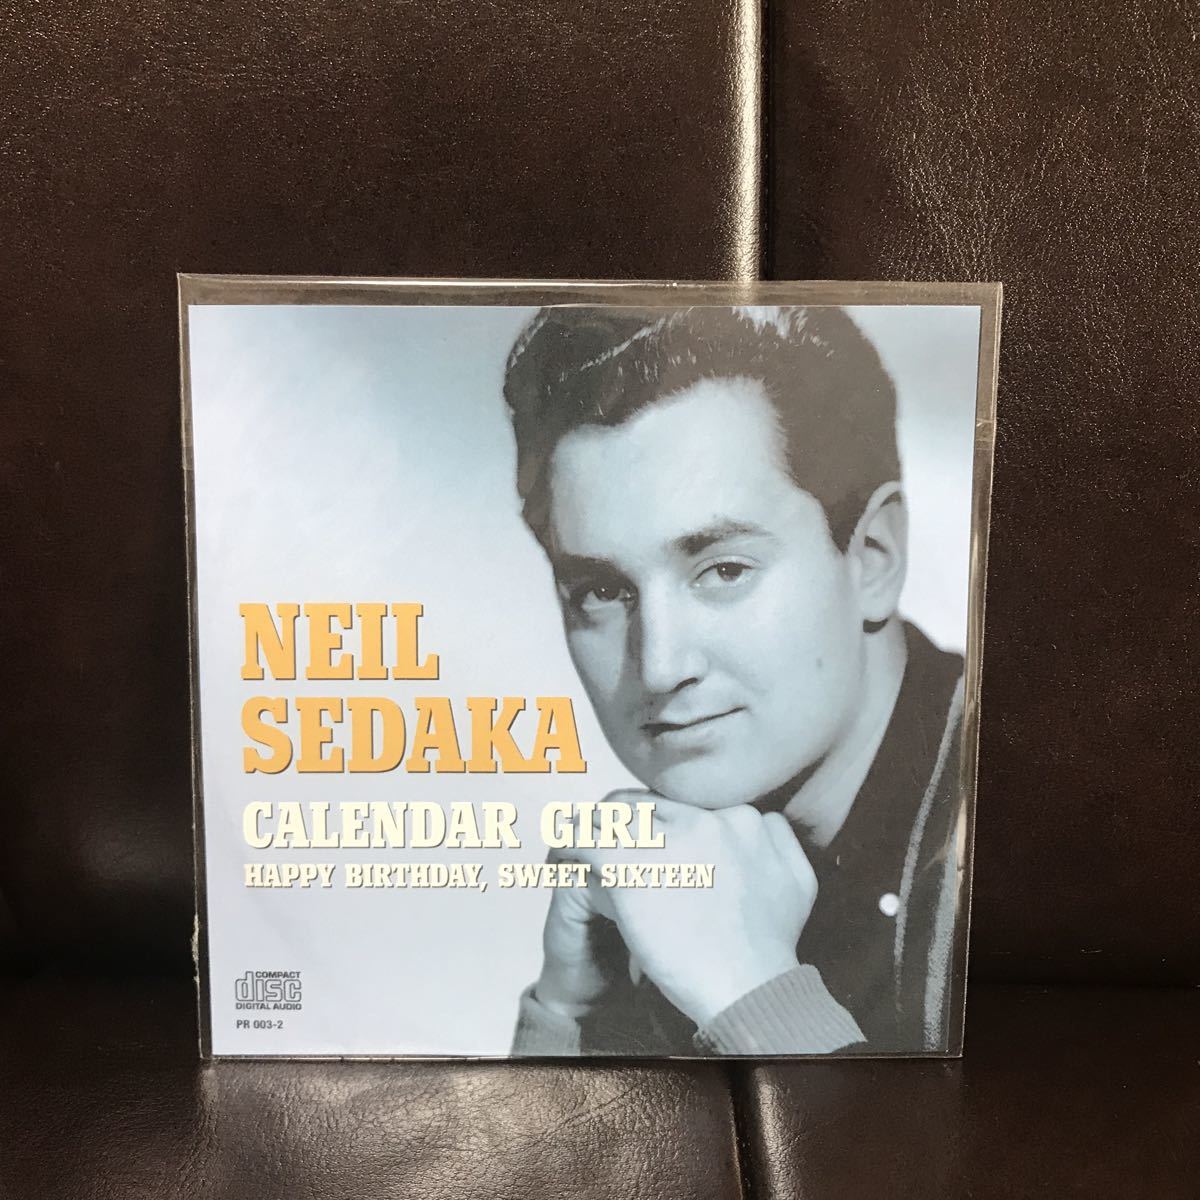 NEIL
SEDAKA
CALENDAR GIRL
HAPPY BIRTHDAY, SWEET SIXTEEN
COMPACT
disc
DIGITAL AUDIO
PR 003-2